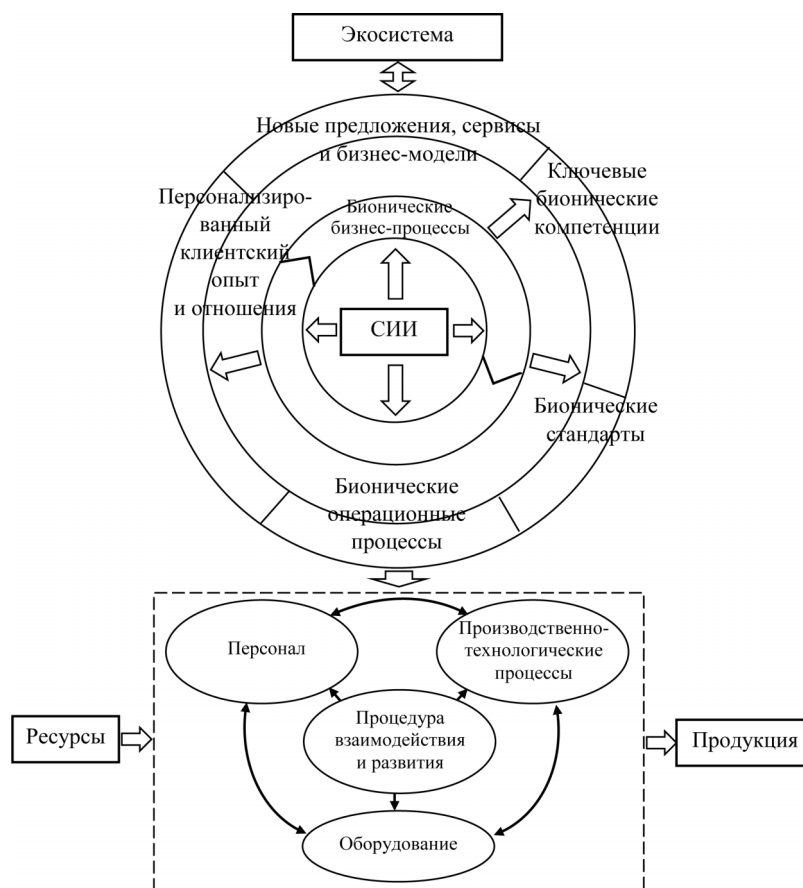 Экосистема
Новые предложения, сервисы
и бизнес-модели
Ключевые
бионические
компетенции
Персонализиро-
ванный
клиентский
опыт
и отношения
Бионические
бизнес-процессы
СИИ
Бионические
стандарты
Бионические
операционные
процессы
Персонал
Производственно-
технологические
процессы
Процедура
взаимодействия
и развития
Ресурсы
Продукция
Оборудование